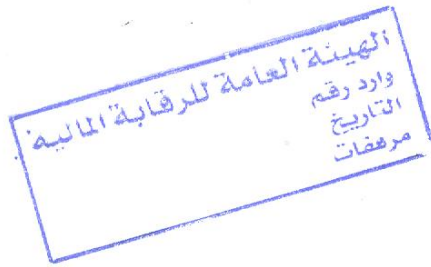 الهيئة العامة للرقابة المالية
وارد رقم
التاريخ
مرفقات